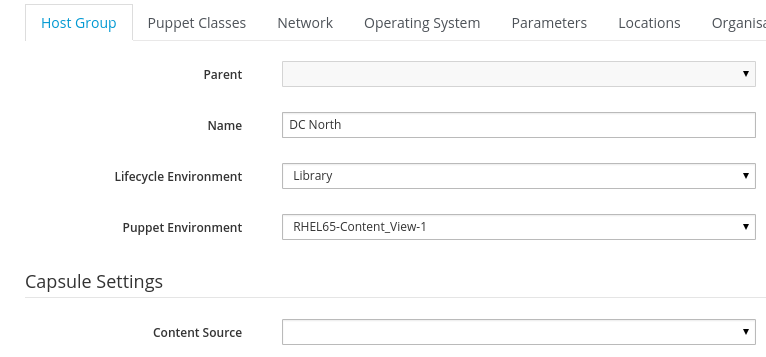 Host Group Puppet Classes Network Operating System Parameters Locations Organisa
Parent
Name DC North
Lifecycle Environment Library
Puppet Environment RHEL65-Content_View-1
Capsule Settings
Content Source